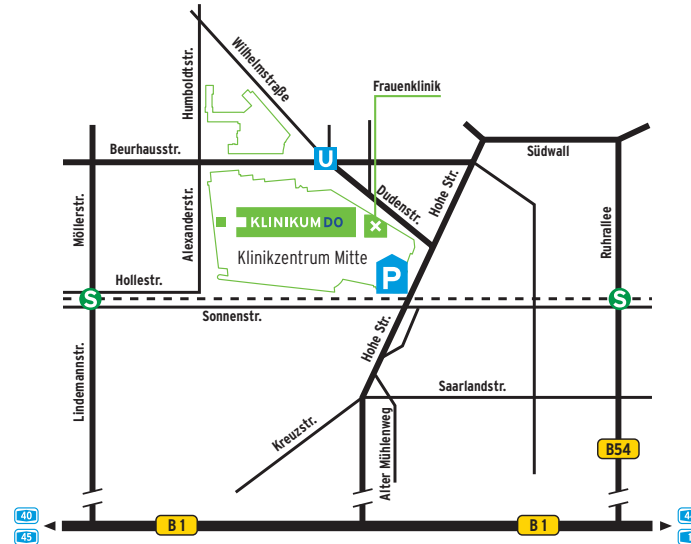 Wilhelmstraße
Humboldtstr.
Frauenklinik
Beurhausstr.
U
Südwall
Möllerstr.
Alexanderstr.
Dudenstr.
Hohe Str.
Ruhrallee
KLINIKUMDO
Klinikzentrum Mitte
P
Hollestr.
S
S
Sonnenstr.
Hohe Str.
Lindemannstr.
Saarlandstr.
Kreuzstr.
Alter Mühlenweg
B54
40
B 1
B 1
45